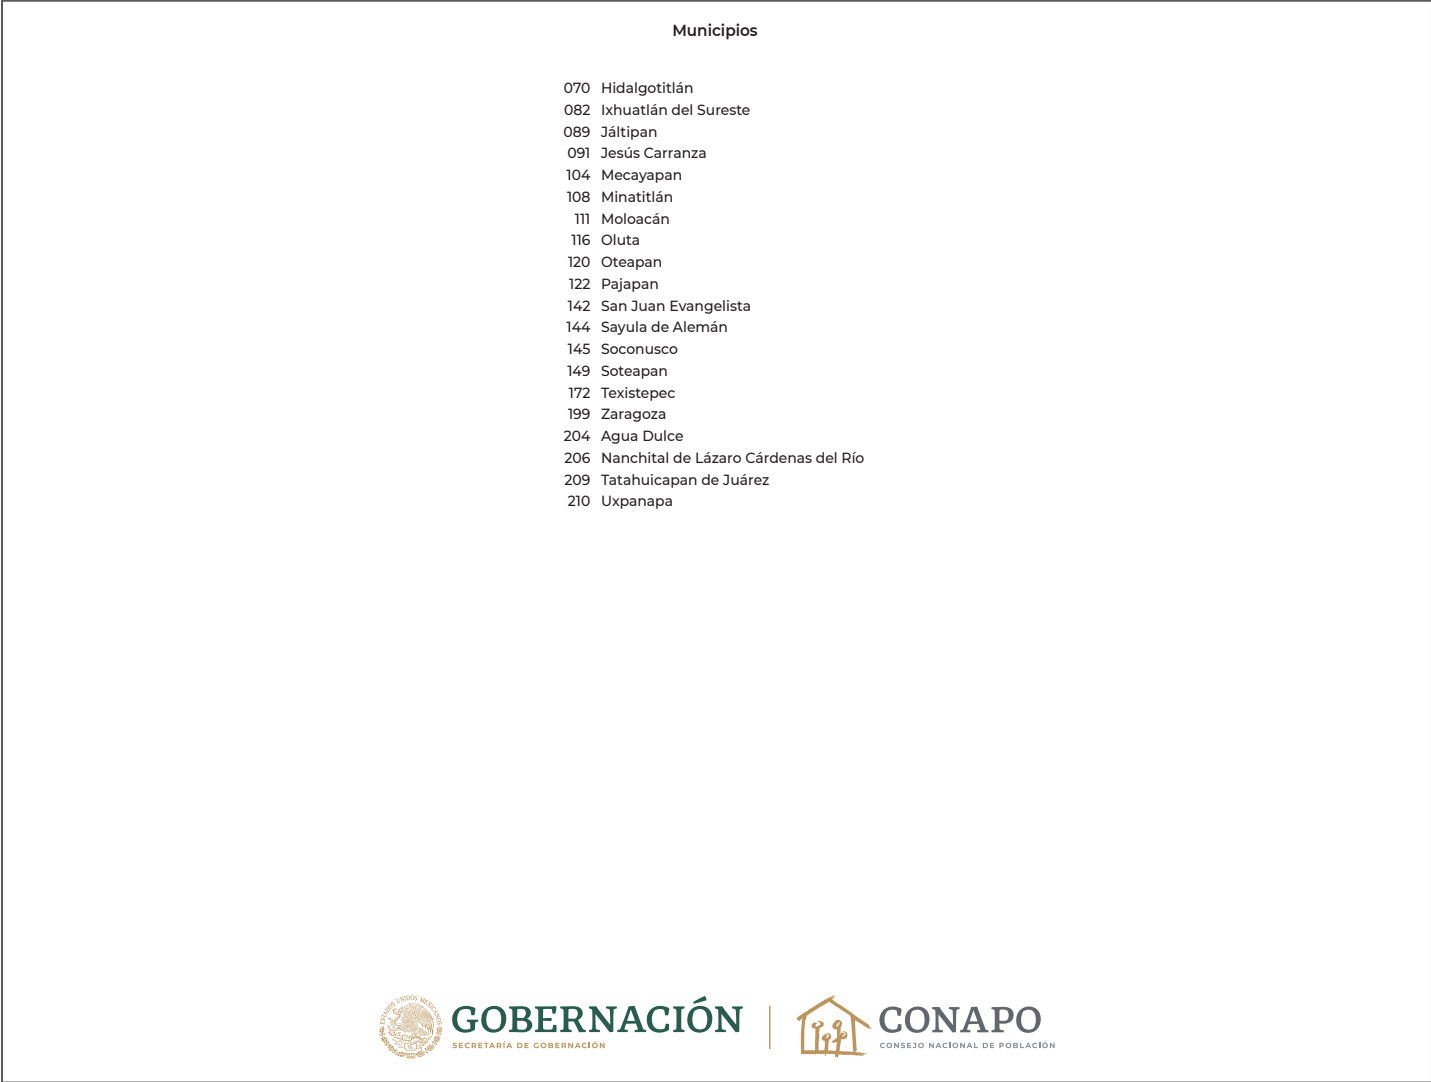 Municipios
070 Hidalgotitlán
082 Ixhuatlán del Sureste
089 Jáltipan
091 Jesús Carranza
104 Mecayapan
108 Minatitlán
111 Moloacán
116 Oluta
120 Oteapan
122 Pajapan
142 San Juan Evangelista
144 Sayula de Alemán
145 Soconusco
149 Soteapan
172 Texistepec
199 Zaragoza
204 Agua Dulce
206 Nanchital de Lázaro Cárdenas del Río
209 Tatahuicapan de Juárez
210 Uxpanapa
ESTADOS UNIDOS MEXICANOS
GOBERNACIÓN
SECRETARÍA DE GOBERNACIÓN
CONAPO
CONSEJO NACIONAL DE POBLACIÓN